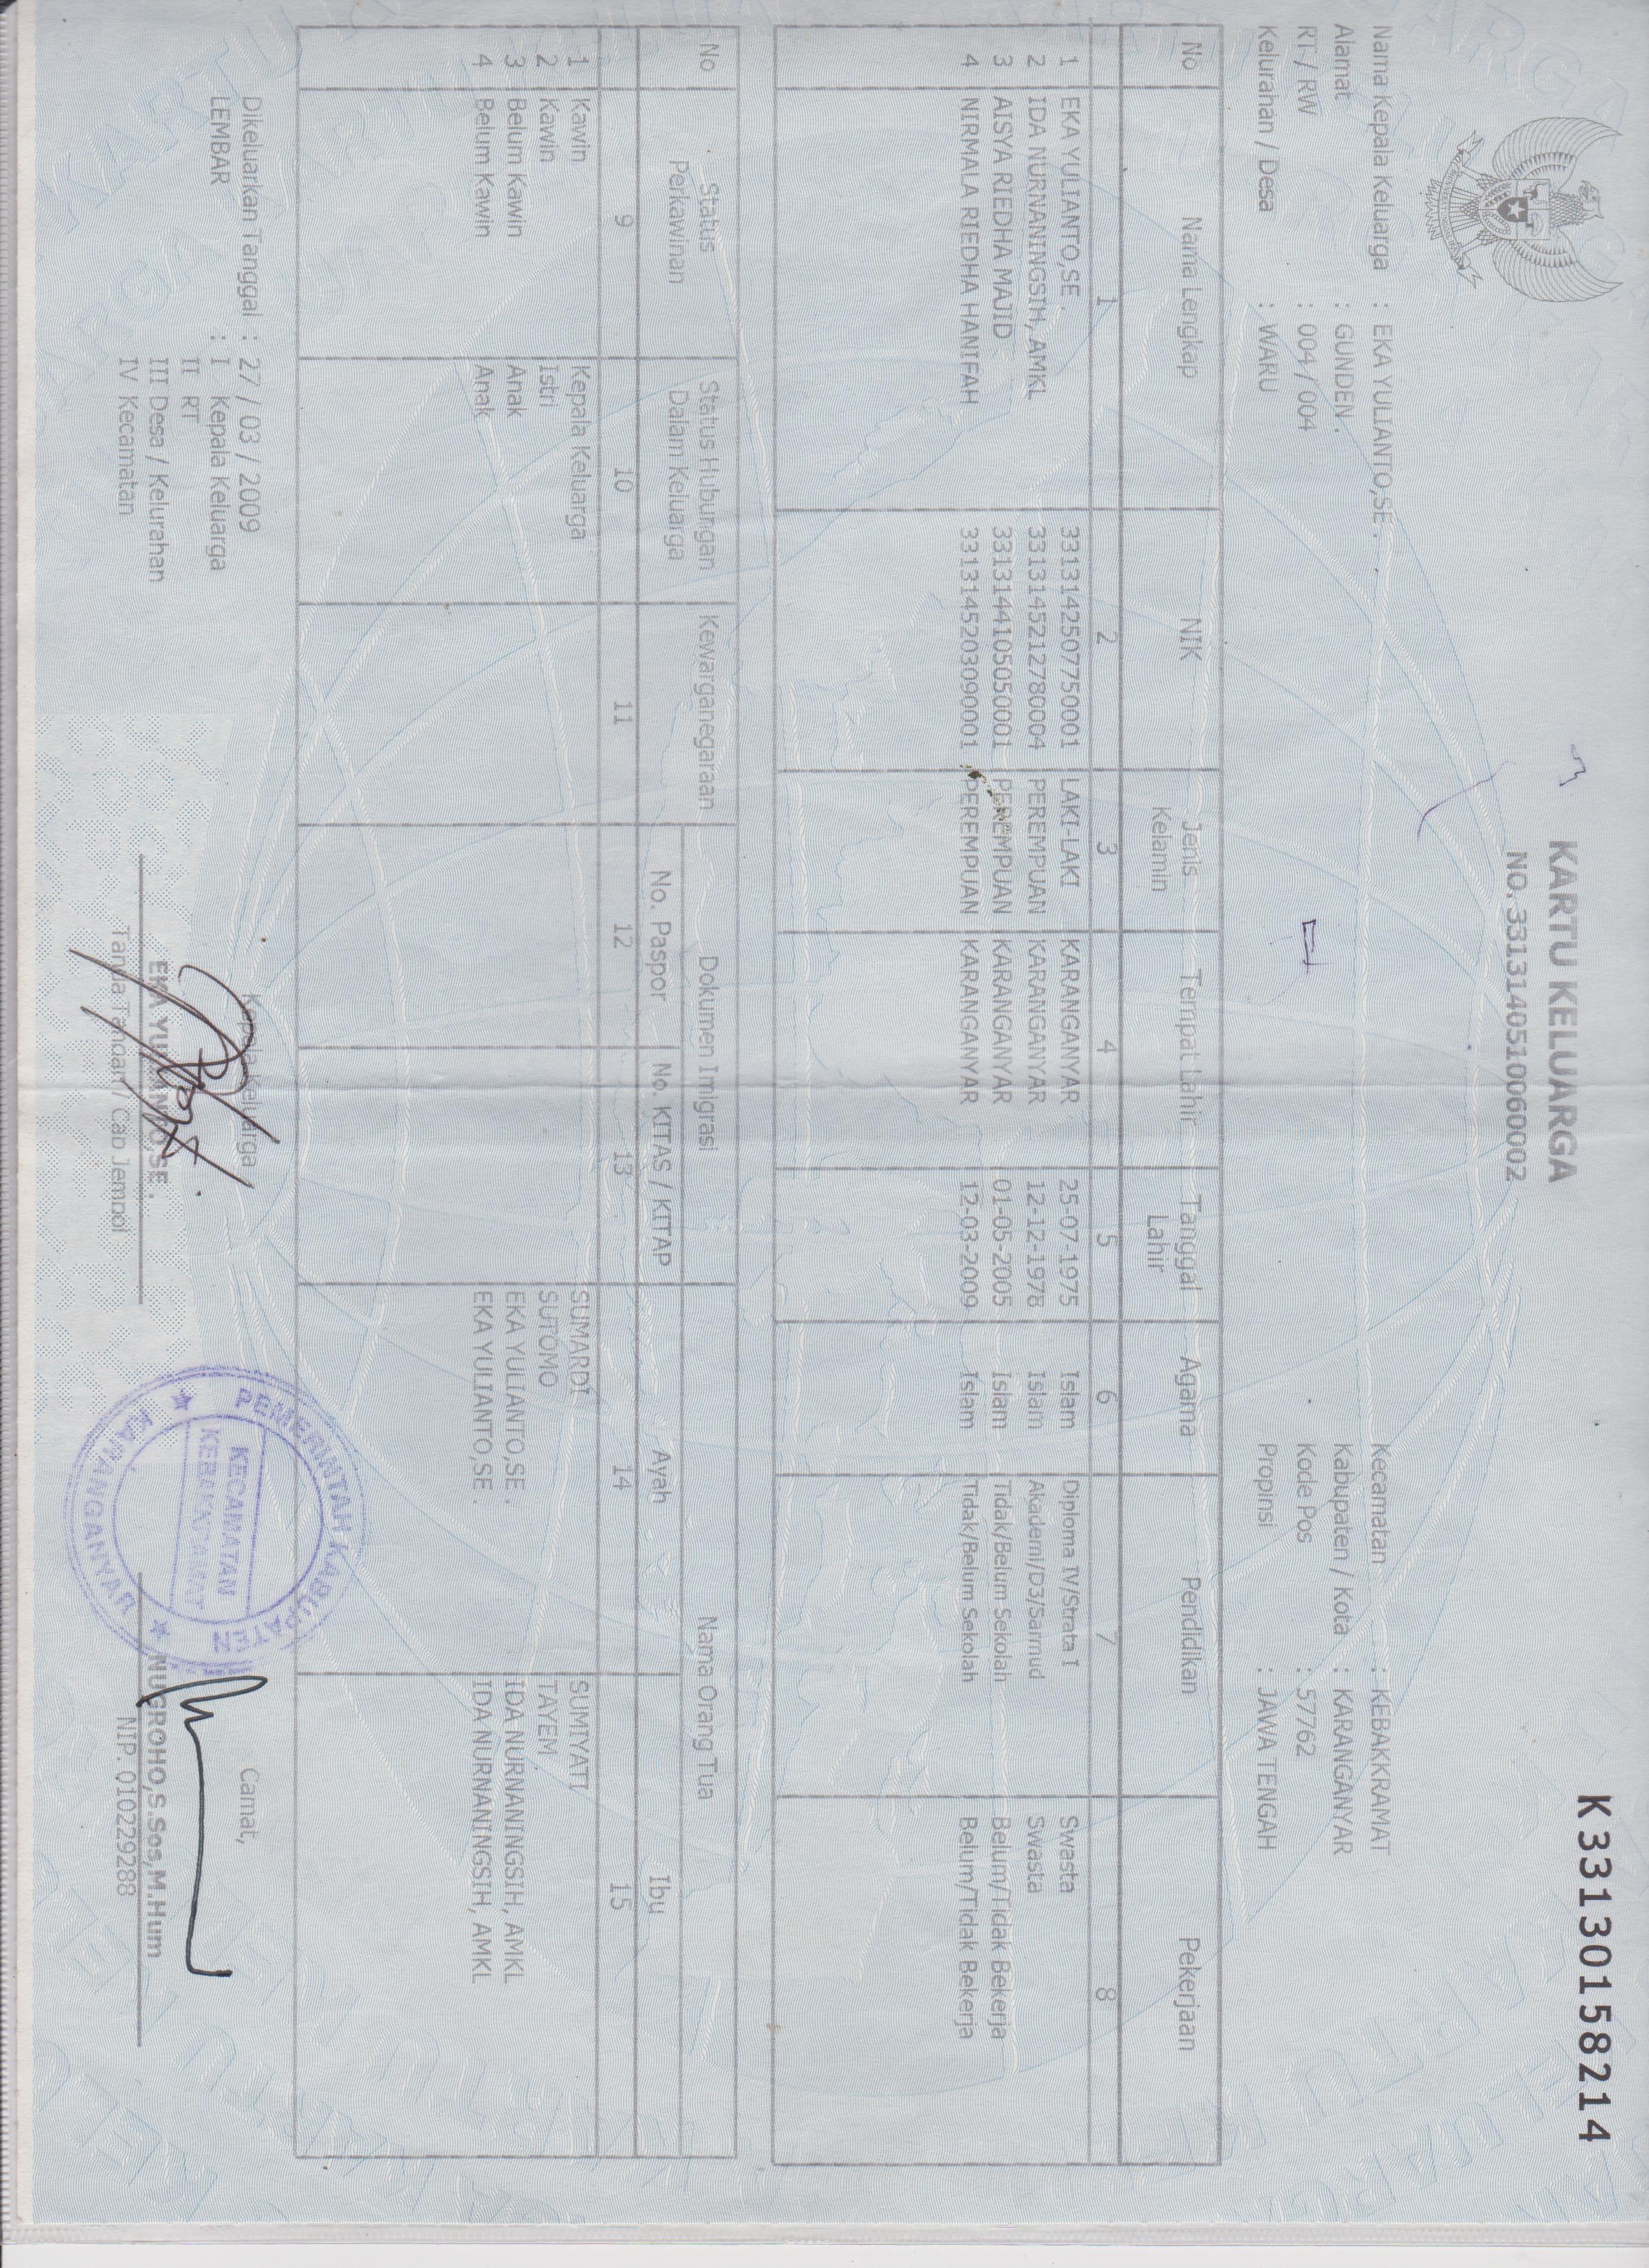 K 33130158214
KARTU KELUARGA
NO. 3313140510060002
Nama Kepala Keluarga : EKA YULIANTO,SE . Kecamatan : KEBAKKRAMAT
Alamat : GUNDEN . Kabupaten / Kota : KARANGANYAR
RT / RW : 004 / 004 Kode Pos : 57762
Kelurahan / Desa : WARU Propinsi : JAWA TENGAH
No Nama Lengkap NIK Jenis Kelamin Tempat Lahir Tanggal Lahir Agama Pendidikan Pekerjaan
1 2 3 4 5 6 7 8
1 EKA YULIANTO,SE . 3313142507750001 LAKI-LAKI KARANGANYAR 25-07-1975 Islam Diploma IV/Strata I Swasta
2 IDA NURNANINGSIH, AMKL 3313145212780004 PEREMPUAN KARANGANYAR 12-12-1978 Islam Akademi/D3/Sarmud Swasta
3 AISYA RIEDHA MAJID 3313144105050001 PEREMPUAN KARANGANYAR 01-05-2005 Islam Tidak/Belum Sekolah Belum/Tidak Bekerja
4 NIRMALA RIEDHA HANIFAH 3313145203090001 PEREMPUAN KARANGANYAR 12-03-2009 Islam Tidak/Belum Sekolah Belum/Tidak Bekerja
No Status Perkawinan Status Hubungan Dalam Keluarga Kewarganegaraan Dokumen Imigrasi Nama Orang Tua
No. Paspor No. KITAS / KITAP Ayah Ibu
9 10 11 12 13 14 15
1 Kawin Kepala Keluarga SUMARDI SUMIYATI
2 Kawin Istri SUTOMO TAYEM
3 Belum Kawin Anak EKA YULIANTO,SE . IDA NURNANINGSIH, AMKL
4 Belum Kawin Anak EKA YULIANTO,SE . IDA NURNANINGSIH, AMKL
Dikeluarkan Tanggal : 27 / 03 / 2009 Kepala Keluarga Camat,
LEMBAR : I Kepala Keluarga
II RT
III Desa / Kelurahan
IV Kecamatan
EKA YULIANTO,SE .
Tanda Tangan / Cap Jempol
PEMERINTAH KABUPATEN
KECAMATAN
KEBAKKRAMAT
KARANGANYAR
NUGROHO,S.Sos,M.Hum
NIP. 010229288